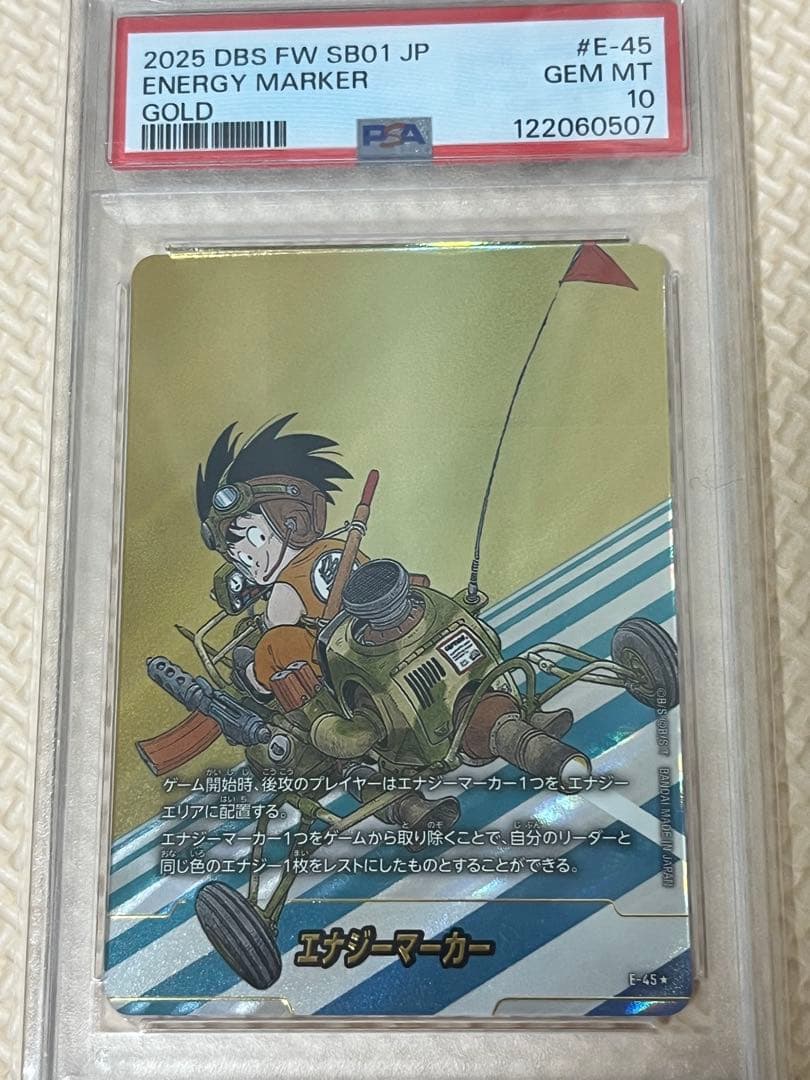 2025 DBS FW SB01 JP
#E-45
ENERGY MARKER
GEM MT
GOLD
10
PSA
122060507
ゲーム開始時、後攻のプレイヤーはエナジーマーカー1つを、エナジー
エリアに配置する。
エナジーマーカー1つをゲームから取り除くことで、自分のリーダーと
同じ色のエナジー1枚をレストにしたものとすることができる。
エナジーマーカー
E-45★
©B/S ©B/S/T BANDAI MADE IN JAPAN